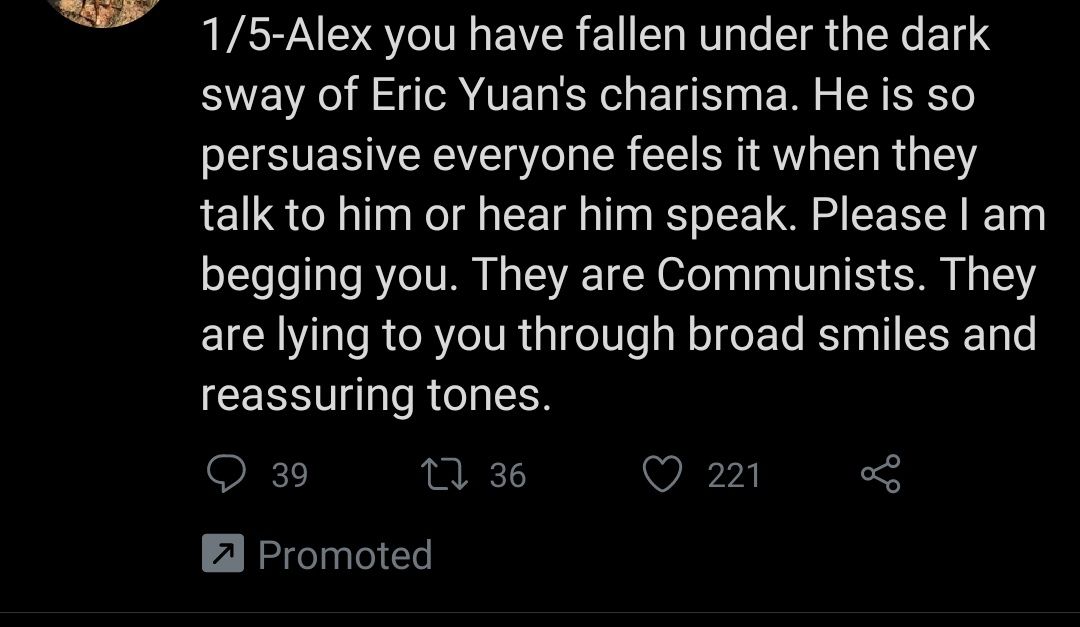 1/5-Alex you have fallen under the dark
sway of Eric Yuan's charisma. He is so
persuasive everyone feels it when they
talk to him or hear him speak. Please I am
begging you. They are Communists. They
are lying to you through broad smiles and
reassuring tones.
39 36 221
Promoted